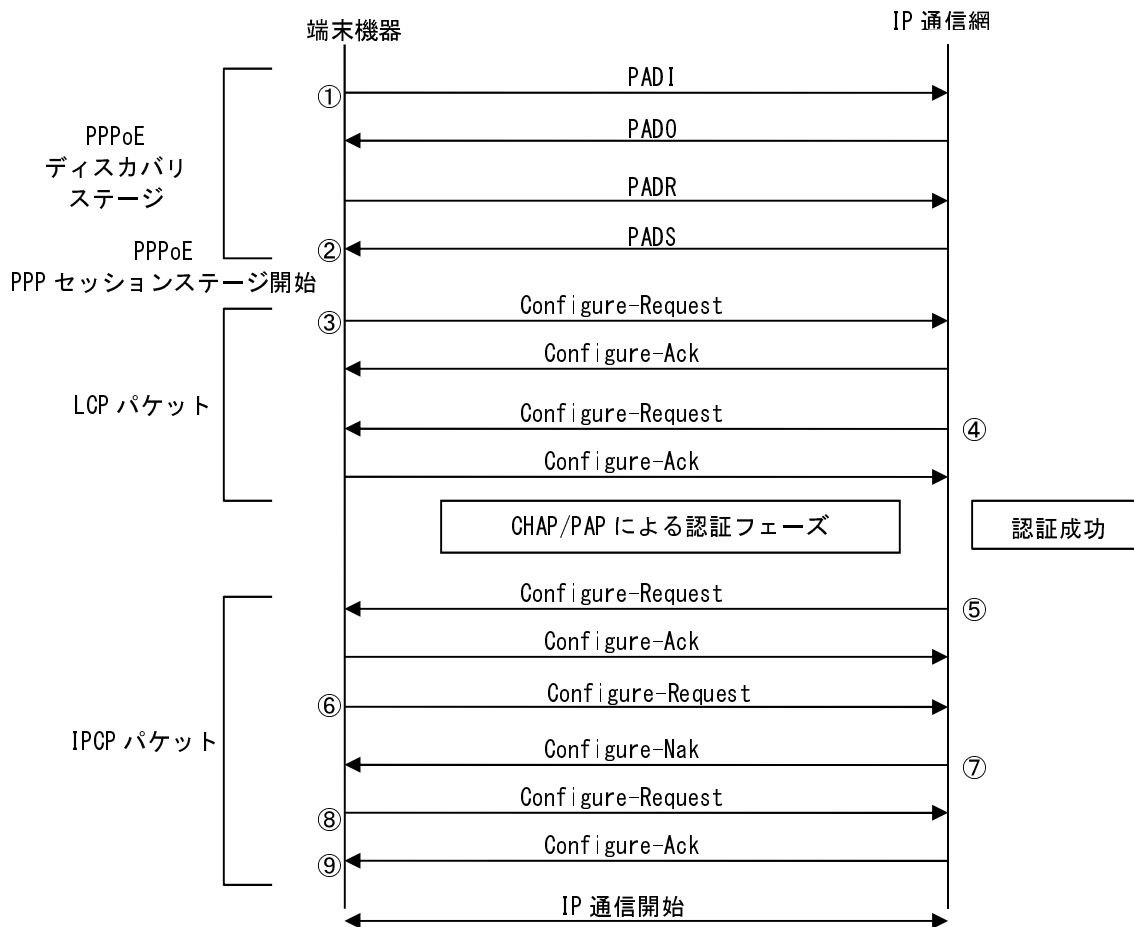 端末機器
IP 通信網
PADI
①
PADO
PPPoE
ディスカバリ
ステージ
PADR
PADS
②
PPPoE
PPP セッションステージ開始
Configure-Request
③
Configure-Ack
LCP パケット
Configure-Request
④
Configure-Ack
CHAP/PAP による認証フェーズ
認証成功
Configure-Request
⑤
Configure-Ack
Configure-Request
⑥
IPCP パケット
Configure-Nak
⑦
Configure-Request
⑧
Configure-Ack
⑨
IP 通信開始